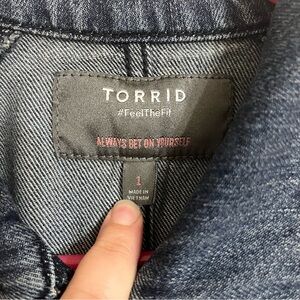 TORRID
#FeelTheFit
ALWAYS BET ON YOURSELF
1
MADE IN
VIETNAM